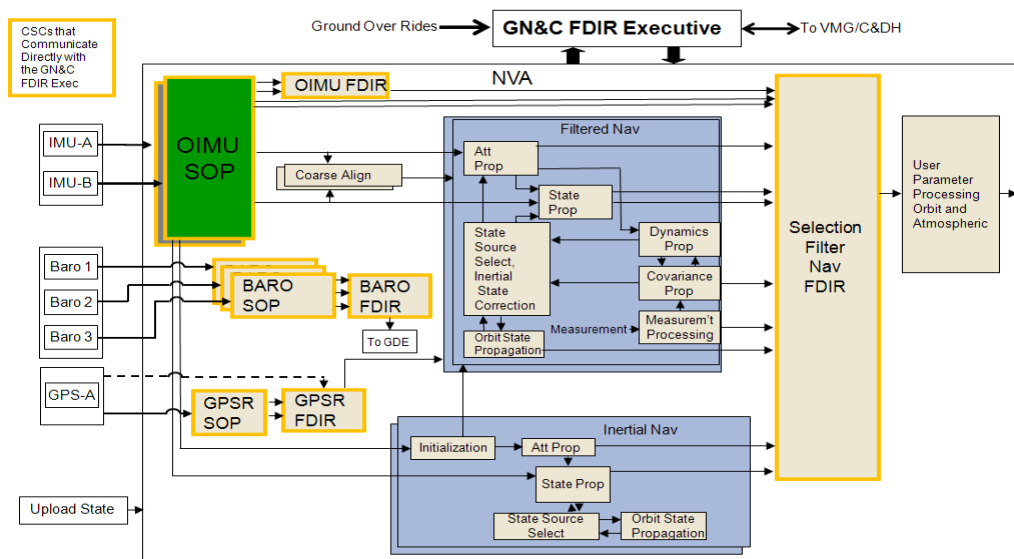 CSCs that
Communicate
Directly with
the GN&C
FDIR Exec
Ground Over Rides
GN&C FDIR Executive
To VMG/C&DH
NVA
OIMU FDIR
IMU-A
IMU-B
OIMU
SOP
Coarse Align
Filtered Nav
Att
Prop
State
Prop
State
Source
Select,
Inertial
State
Correction
Dynamics
Prop
Covariance
Prop
Measurement
Measurem't
Processing
Orbit State
Propagation
Selection
Filter
Nav
FDIR
User
Parameter
Processing
Orbit and
Atmospheric
Baro 1
Baro 2
Baro 3
BARO
SOP
BARO
FDIR
To GDE
GPS-A
GPSR
SOP
GPSR
FDIR
Inertial Nav
Initialization
Att Prop
State Prop
State Source
Select
Orbit State
Propagation
Upload State